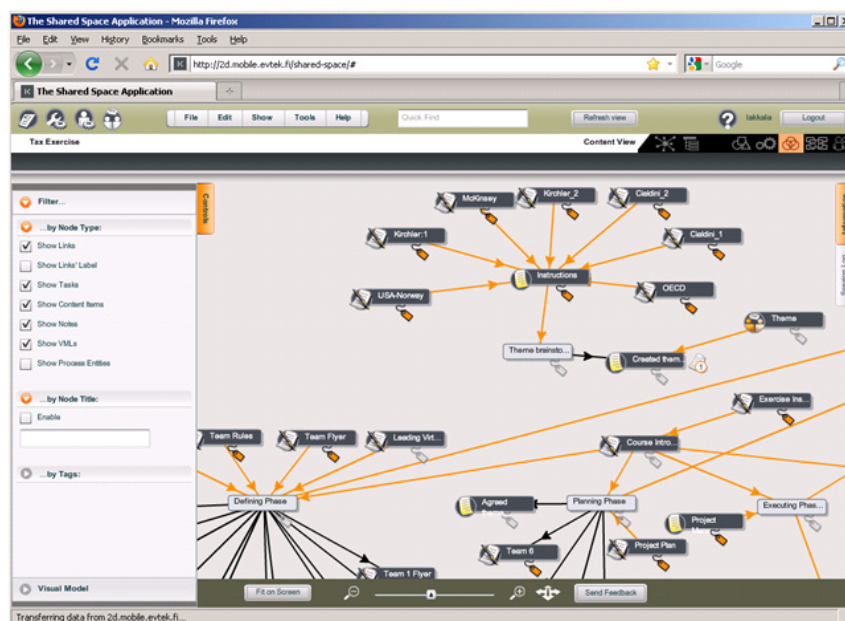 The Shared Space Application - Mozilla Firefox
File Edit View History Bookmarks Tools Help
http://2d.mobile.evtek.fi/shared-space/#
Google
The Shared Space Application
File Edit Show Tools Help
Quick Find
Refresh view
takkala
Logout
Tax Exercise
Content View
Filter...
...by Node Type:
Show Links
Show Links' Label
Show Tasks
Show Content Items
Show Notes
Show VMLs
Show Process Entities
...by Node Title:
Enable
...by Tags:
Visual Model
Controls
Information
McKinsey
Kirchler_2
Cialdini_2
Kirchler:1
Cialdini_1
Instructions
USA-Norway
OECD
Theme
Theme brainsto...
Created them...
1
Exercise Ins...
Team Rules
Team Flyer
Leading Virt...
Course Intro...
Defining Phase
Agreed
Planning Phase
Executing Phas...
Project
Team 6
Project Plan
Team 1 Flyer
Fit on Screen
Send Feedback
Transferring data from 2d.mobile.evtek.fi...